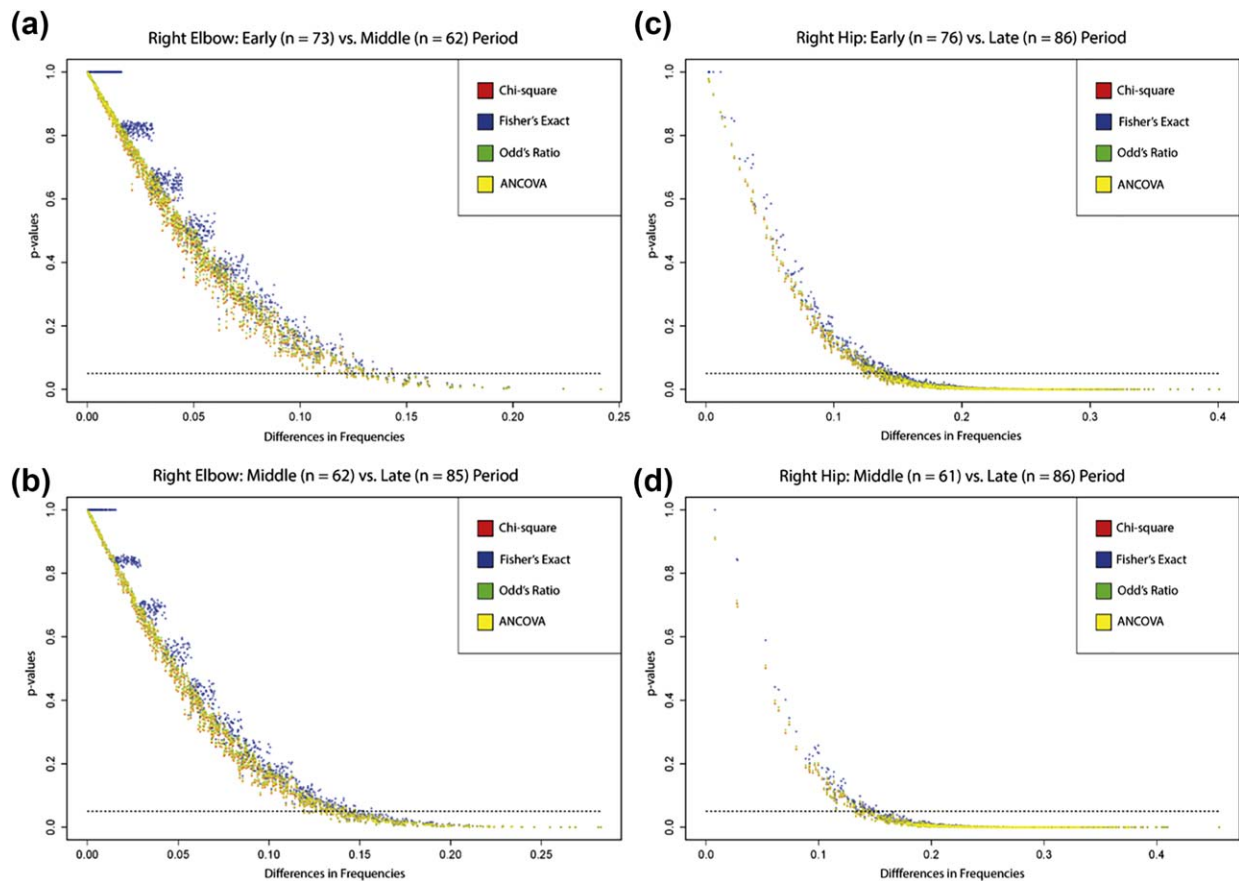 (a)
Right Elbow: Early (n = 73) vs. Middle (n = 62) Period
p-values
1.0
0.8
0.6
0.4
0.2
0.0
Chi-square
Fisher's Exact
Odd's Ratio
ANCOVA
0.00 0.05 0.10 0.15 0.20 0.25
Differences in Frequencies
(c)
Right Hip: Early (n = 76) vs. Late (n = 86) Period
p-values
1.0
0.8
0.6
0.4
0.2
0.0
Chi-square
Fisher's Exact
Odd's Ratio
ANCOVA
0.0 0.1 0.2 0.3 0.4
Differences in Frequencies
(b)
Right Elbow: Middle (n = 62) vs. Late (n = 85) Period
p-values
1.0
0.8
0.6
0.4
0.2
0.0
Chi-square
Fisher's Exact
Odd's Ratio
ANCOVA
0.00 0.05 0.10 0.15 0.20 0.25
Differences in Frequencies
(d)
Right Hip: Middle (n = 61) vs. Late (n = 86) Period
p-values
1.0
0.8
0.6
0.4
0.2
0.0
Chi-square
Fisher's Exact
Odd's Ratio
ANCOVA
0.0 0.1 0.2 0.3 0.4
Differences in Frequencies